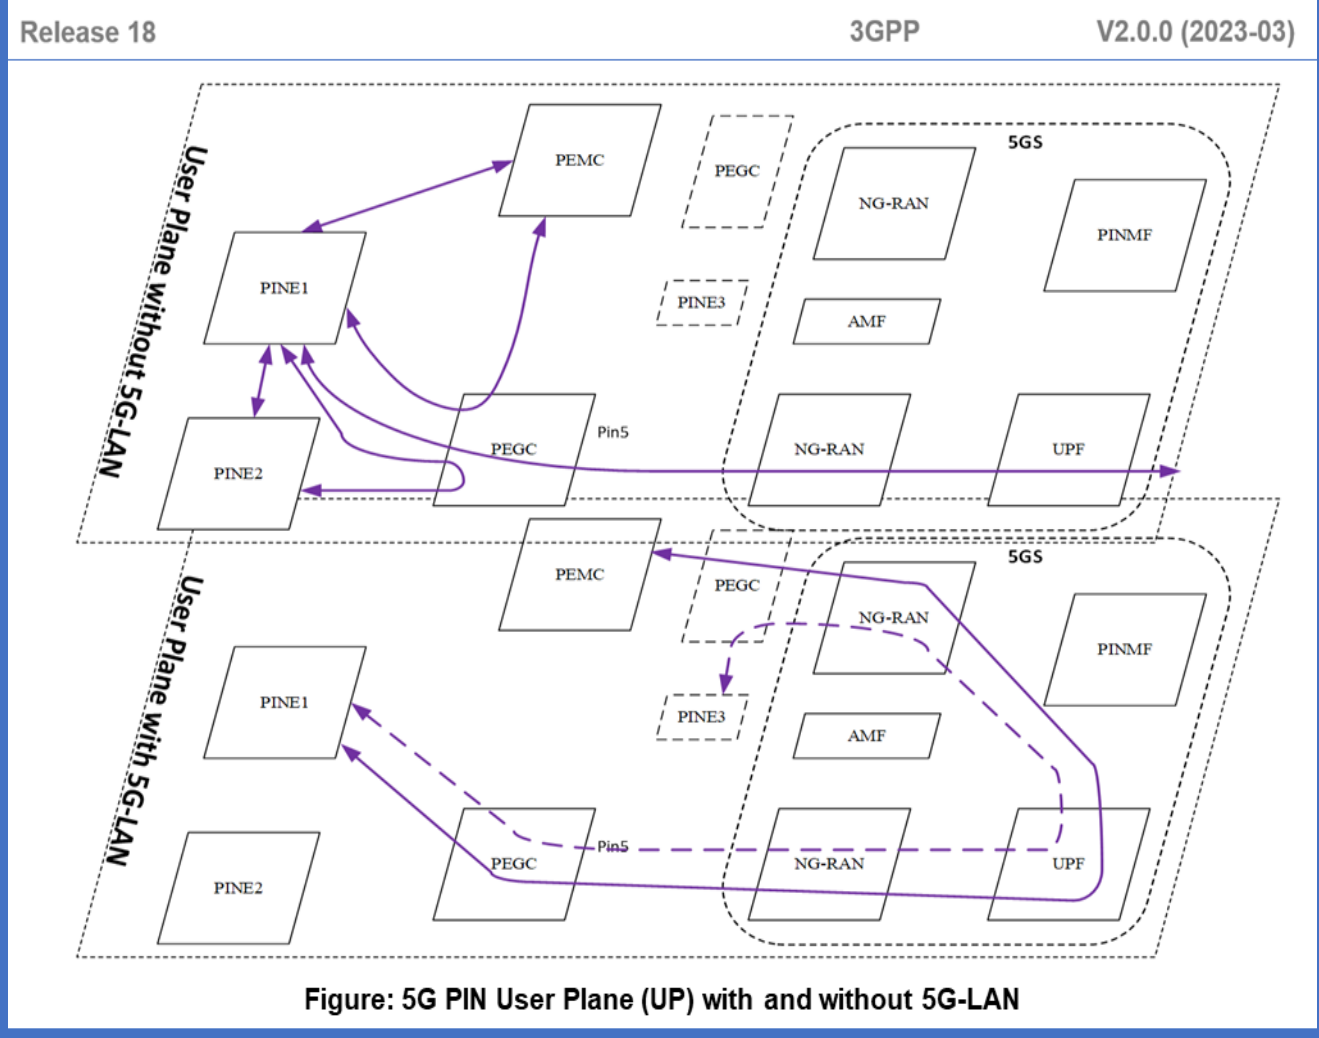 Release 18 3GPP V2.0.0 (2023-03)
User Plane without 5G-LAN
5GS
PEMC
PEGC
NG-RAN
PINMF
PINE1
PINE3
AMF
Pin5
PINE2
PEGC
NG-RAN
UPF
User Plane with 5G-LAN
5GS
PEMC
PEGC
NG-RAN
PINMF
PINE1
PINE3
AMF
Pin5
PINE2
PEGC
NG-RAN
UPF
Figure: 5G PIN User Plane (UP) with and without 5G-LAN